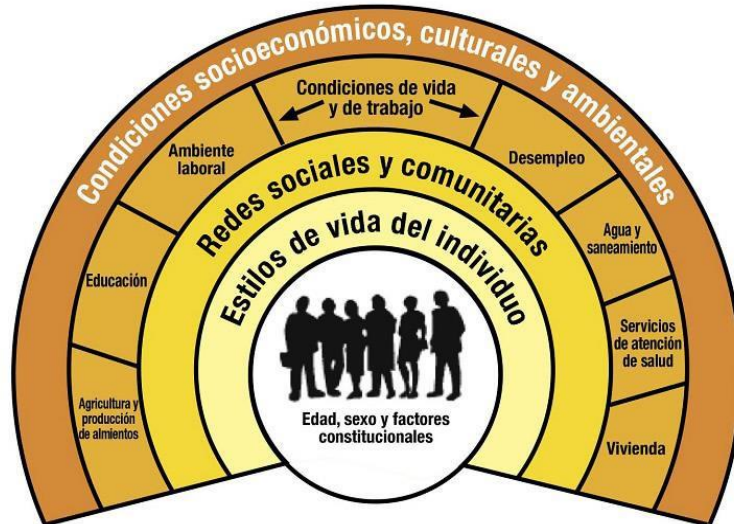 Condiciones socioeconómicos, culturales y ambientales
Condiciones de vida
y de trabajo
Ambiente
laboral
Desempleo
Educación
Agua y
saneamiento
Agricultura y
producción
de almientos
Servicios
de atención
de salud
Vivienda
Redes sociales y comunitarias
Estilos de vida del individuo
Edad, sexo y factores
constitucionales